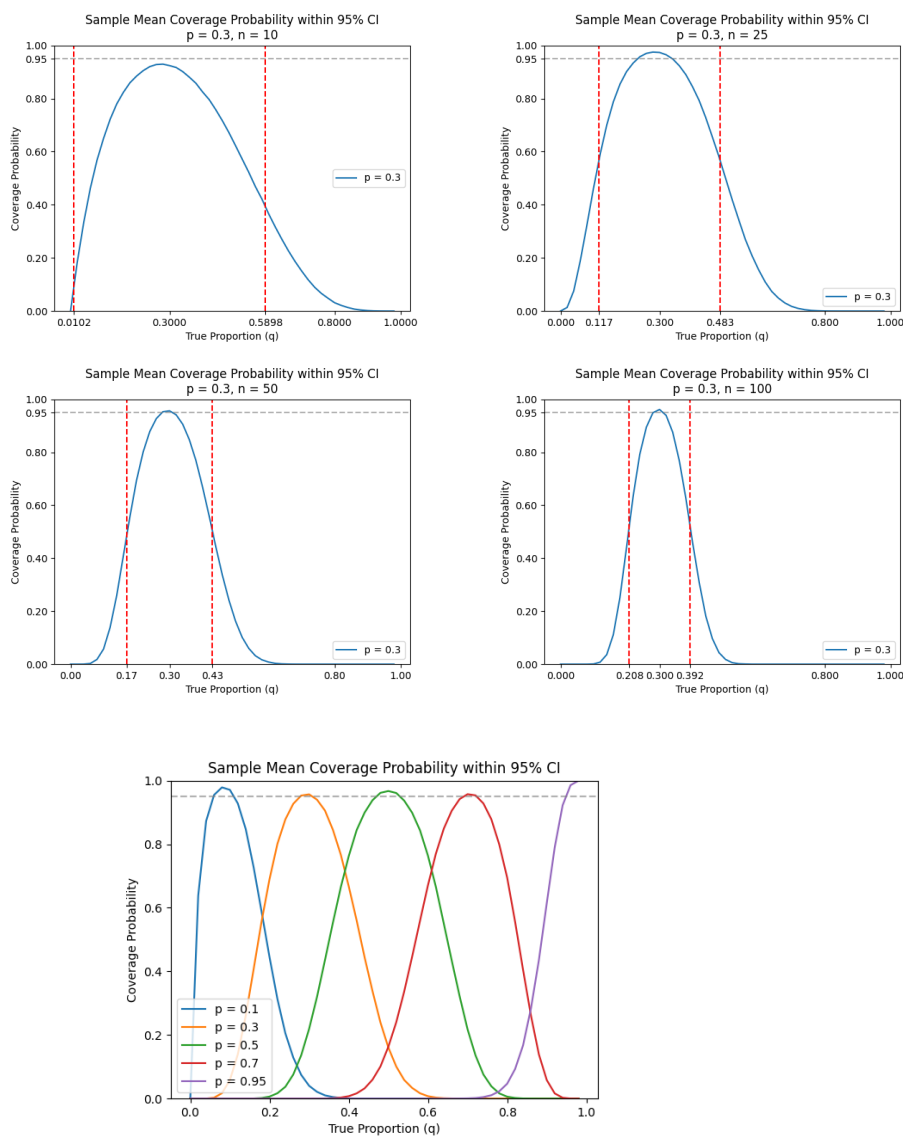 Sample Mean Coverage Probability within 95% CI
p = 0.3, n = 10
1.00
0.95
0.80
0.60
0.40
0.20
0.00
Coverage Probability
p = 0.3
0.0102
0.3000
0.5898
0.8000
1.0000
True Proportion (q)
Sample Mean Coverage Probability within 95% CI
p = 0.3, n = 25
1.00
0.95
0.80
0.60
0.40
0.20
0.00
Coverage Probability
p = 0.3
0.000
0.117
0.300
0.483
0.800
1.000
True Proportion (q)
Sample Mean Coverage Probability within 95% CI
p = 0.3, n = 50
1.00
0.95
0.80
0.60
0.40
0.20
0.00
Coverage Probability
p = 0.3
0.00
0.17
0.30
0.43
0.80
1.00
True Proportion (q)
Sample Mean Coverage Probability within 95% CI
p = 0.3, n = 100
1.00
0.95
0.80
0.60
0.40
0.20
0.00
Coverage Probability
p = 0.3
0.000
0.208
0.300
0.392
0.800
1.000
True Proportion (q)
Sample Mean Coverage Probability within 95% CI
1.0
0.8
0.6
0.4
0.2
0.0
Coverage Probability
p = 0.1
p = 0.3
p = 0.5
p = 0.7
p = 0.95
0.0
0.2
0.4
0.6
0.8
1.0
True Proportion (q)